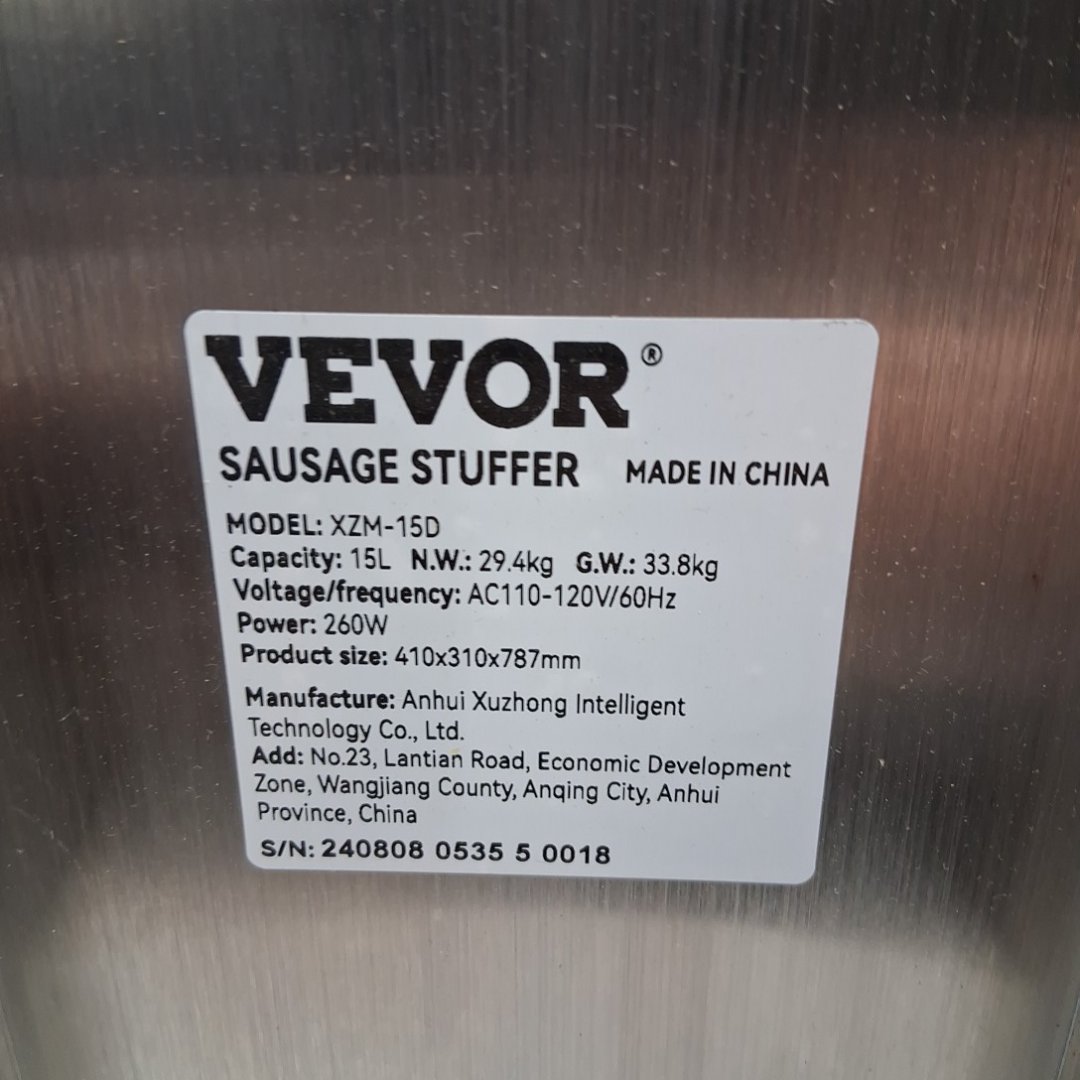 VEVOR®
SAUSAGE STUFFER MADE IN CHINA
MODEL: XZM-15D
Capacity: 15L N.W.: 29.4kg G.W.: 33.8kg
Voltage/frequency: AC110-120V/60Hz
Power: 260W
Product size: 410x310x787mm
Manufacture: Anhui Xuzhong Intelligent
Technology Co., Ltd.
Add: No.23, Lantian Road, Economic Development
Zone, Wangjiang County, Anqing City, Anhui
Province, China
S/N: 240808 0535 5 0018